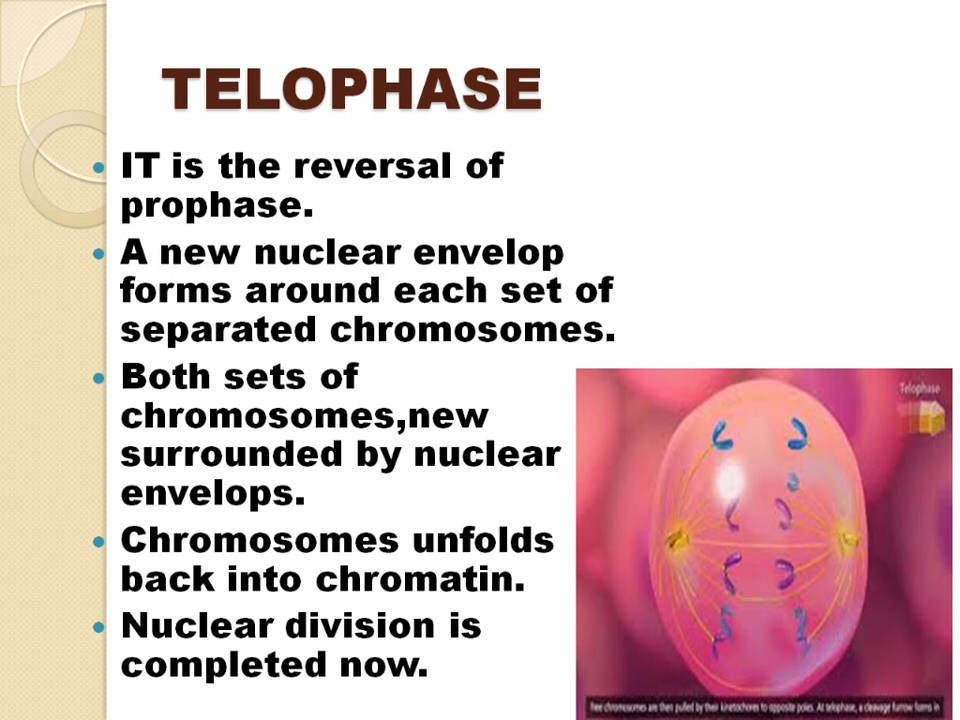 TELOPHASE
IT is the reversal of
prophase.
A new nuclear envelop
forms around each set of
separated chromosomes.
Both sets of
chromosomes,new
surrounded by nuclear
envelops.
Chromosomes unfolds
back into chromatin.
Nuclear division is
completed now.
Telophase
free chromosomes are then pulled by their kinetochores to opposite poles. At telophase, a cleavage furrow forms in